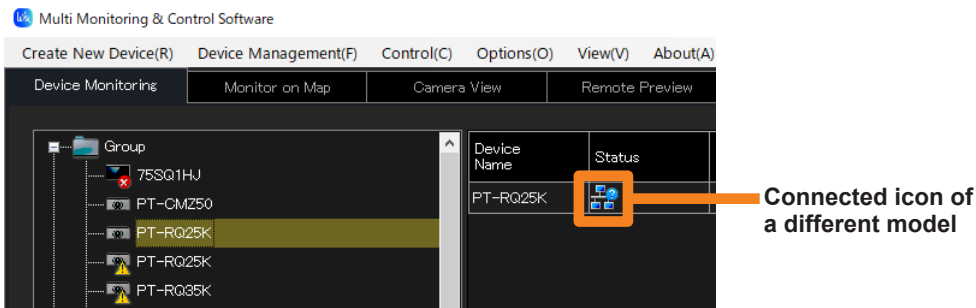 Multi Monitoring & Control Software
Create New Device(R) Device Management(F) Control(C) Options(O) View(V) About(A)
Device Monitoring Monitor on Map Camera View Remote Preview
Group
75SQ1HJ
PT-CMZ50
PT-RQ25K
PT-RQ25K
PT-RQ35K
Device
Name
Status
PT-RQ25K
Connected icon of
a different model